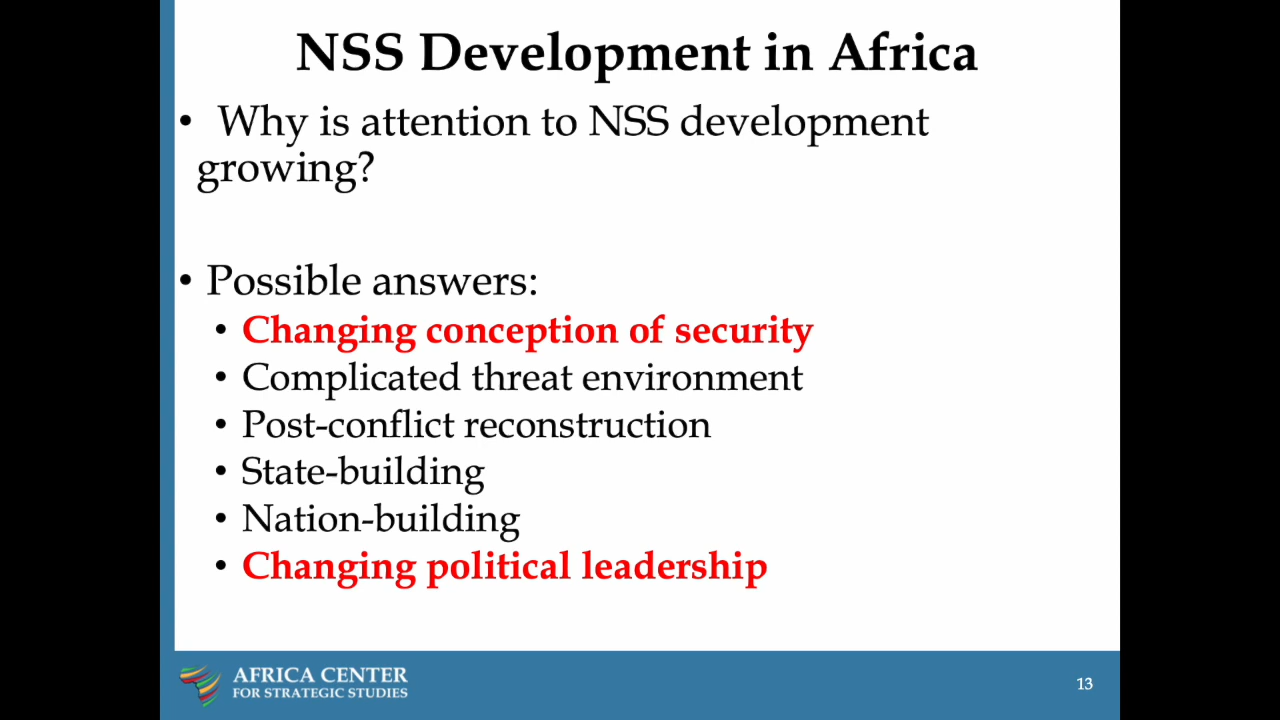 NSS Development in Africa
• Why is attention to NSS development
growing?
• Possible answers:
• Changing conception of security
• Complicated threat environment
• Post-conflict reconstruction
• State-building
• Nation-building
• Changing political leadership
AFRICA CENTER
FOR STRATEGIC STUDIES
13